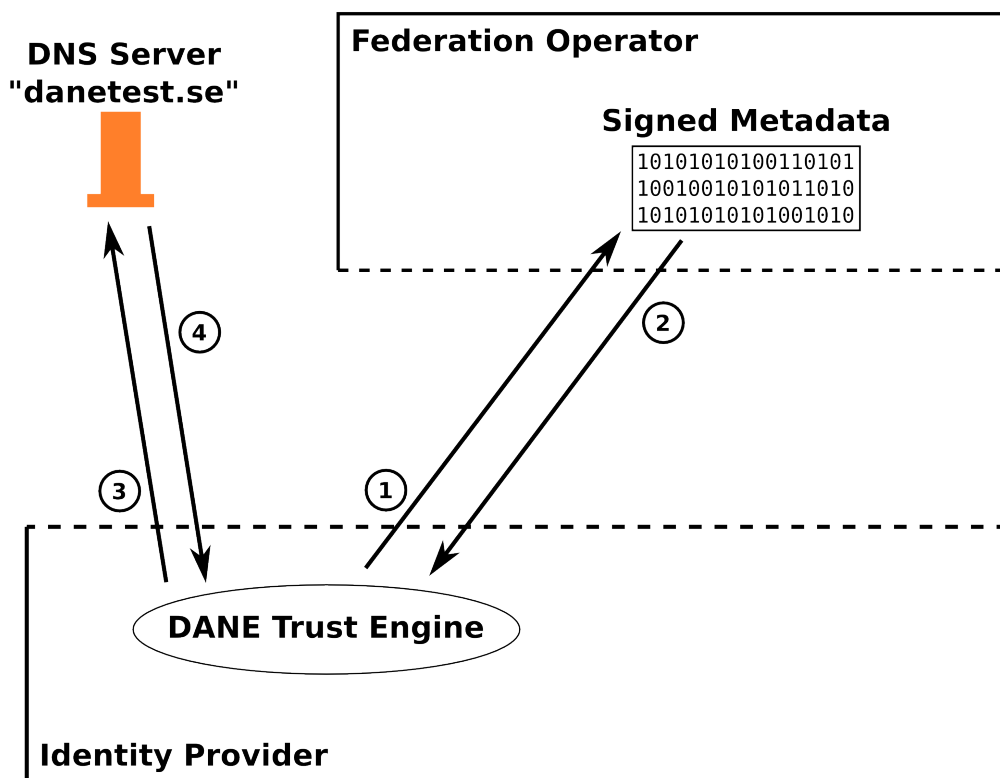 DNS Server
"danetest.se"
Federation Operator
Signed Metadata
10101010100110101
10010010101011010
10101010101001010
4
2
3
1
DANE Trust Engine
Identity Provider